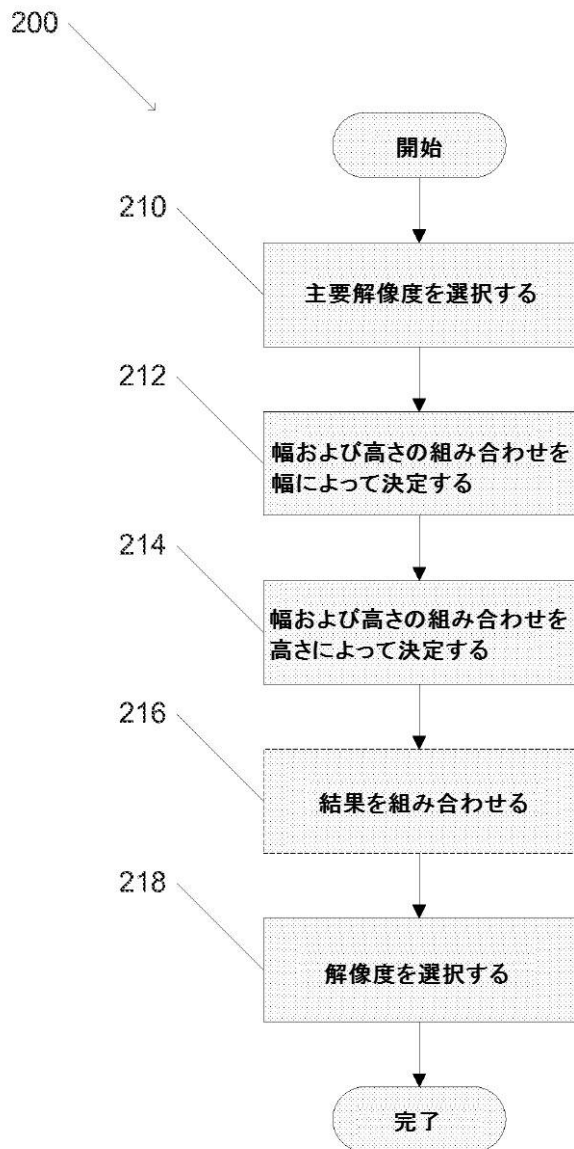 200
開始
210
主要解像度を選択する
212
幅および高さの組み合わせを
幅によって決定する
214
幅および高さの組み合わせを
高さによって決定する
216
結果を組み合わせる
218
解像度を選択する
完了